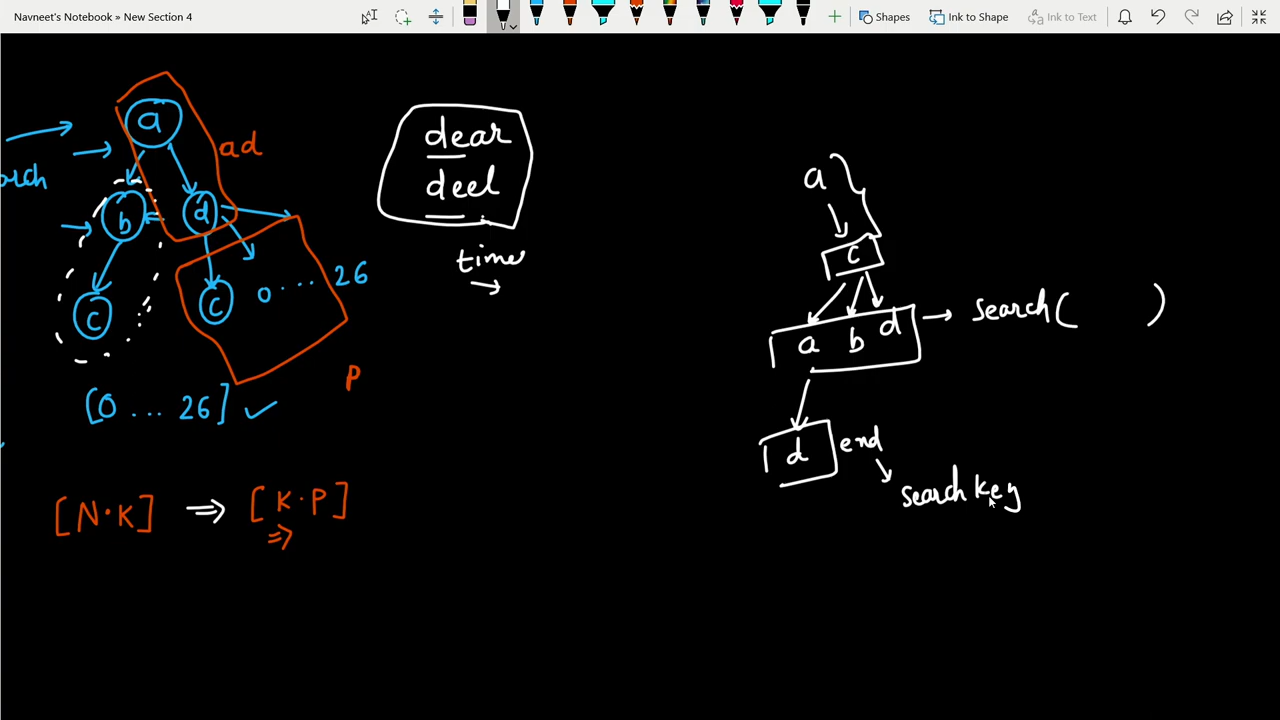 Navneet's Notebook » New Section 4
Shapes
Ink to Shape
Ink to Text
a
ad
b
d
c
c
0 .... 26
P
[0 ... 26]
[N·K] ⇒ [K·P]
⇒
dear
deel
time
→
a
c
a b d → search( )
d end
search key